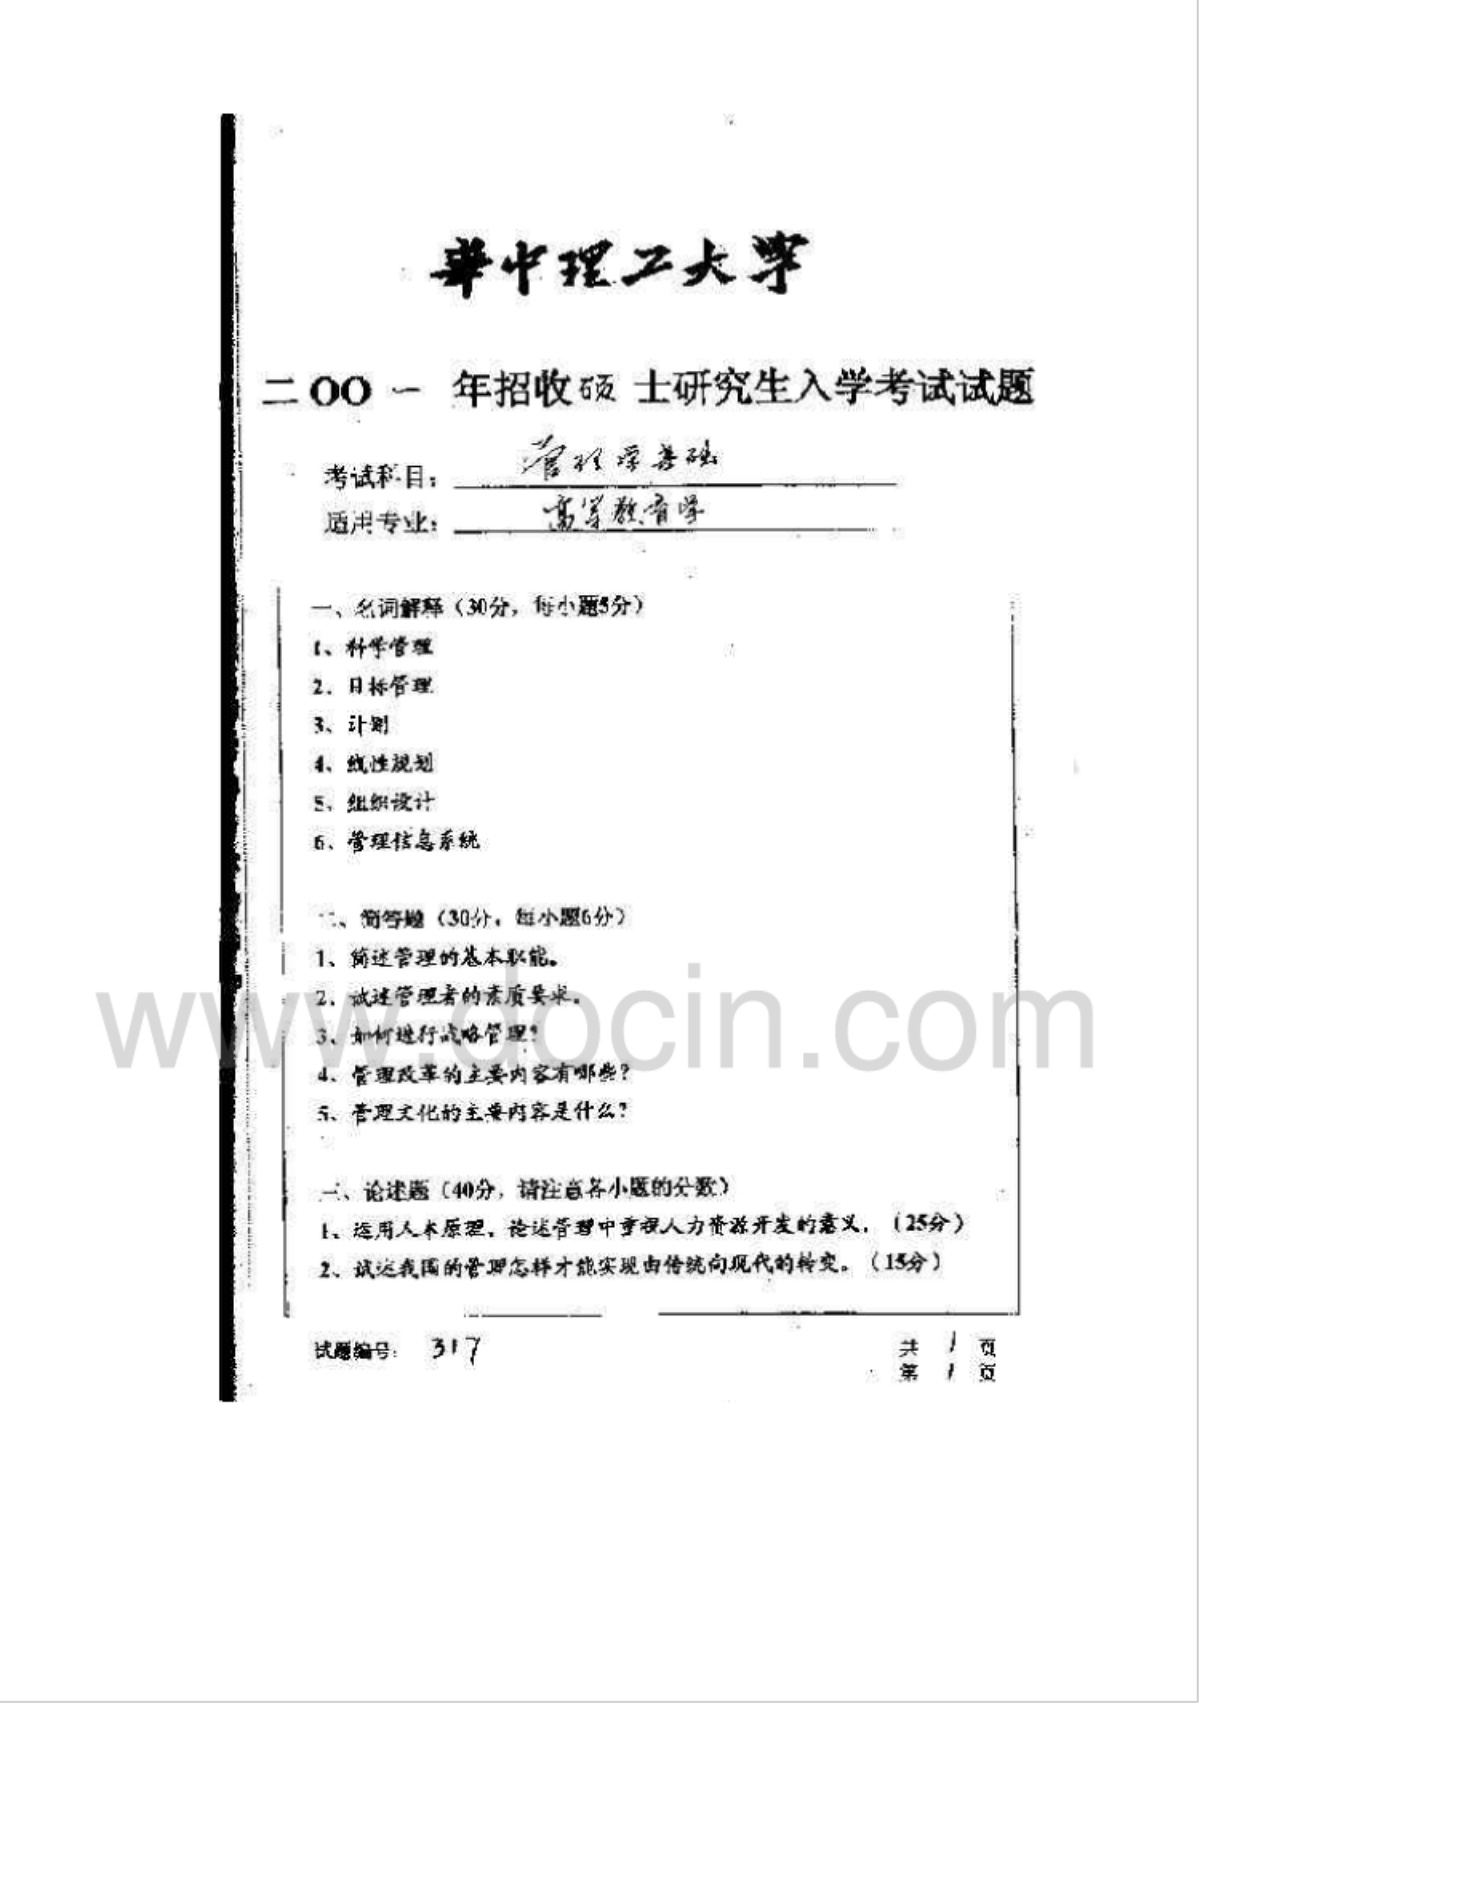 華中理工大学
二〇〇一年招收硕士研究生入学考试试题
考试科目：管理学基础
适用专业：高等教育学
一、名词解释（30分，每小题5分）
1、科学管理
2、目标管理
3、计划
4、线性规划
5、组织设计
6、管理信息系统
二、简答题（30分，每小题6分）
1、简述管理的基本职能。
2、试述管理者的素质要求。
3、如何进行战略管理？
4、管理改革的主要内容有哪些？
5、管理文化的主要内容是什么？
三、论述题（40分，请注意各小题的分数）
1、运用人本原理，论述管理中重视人力资源开发的意义。（25分）
2、试述我国的管理怎样才能实现由传统向现代的转变。（15分）
试题编号：317
共 1 页
第 1 页
www.docin.com